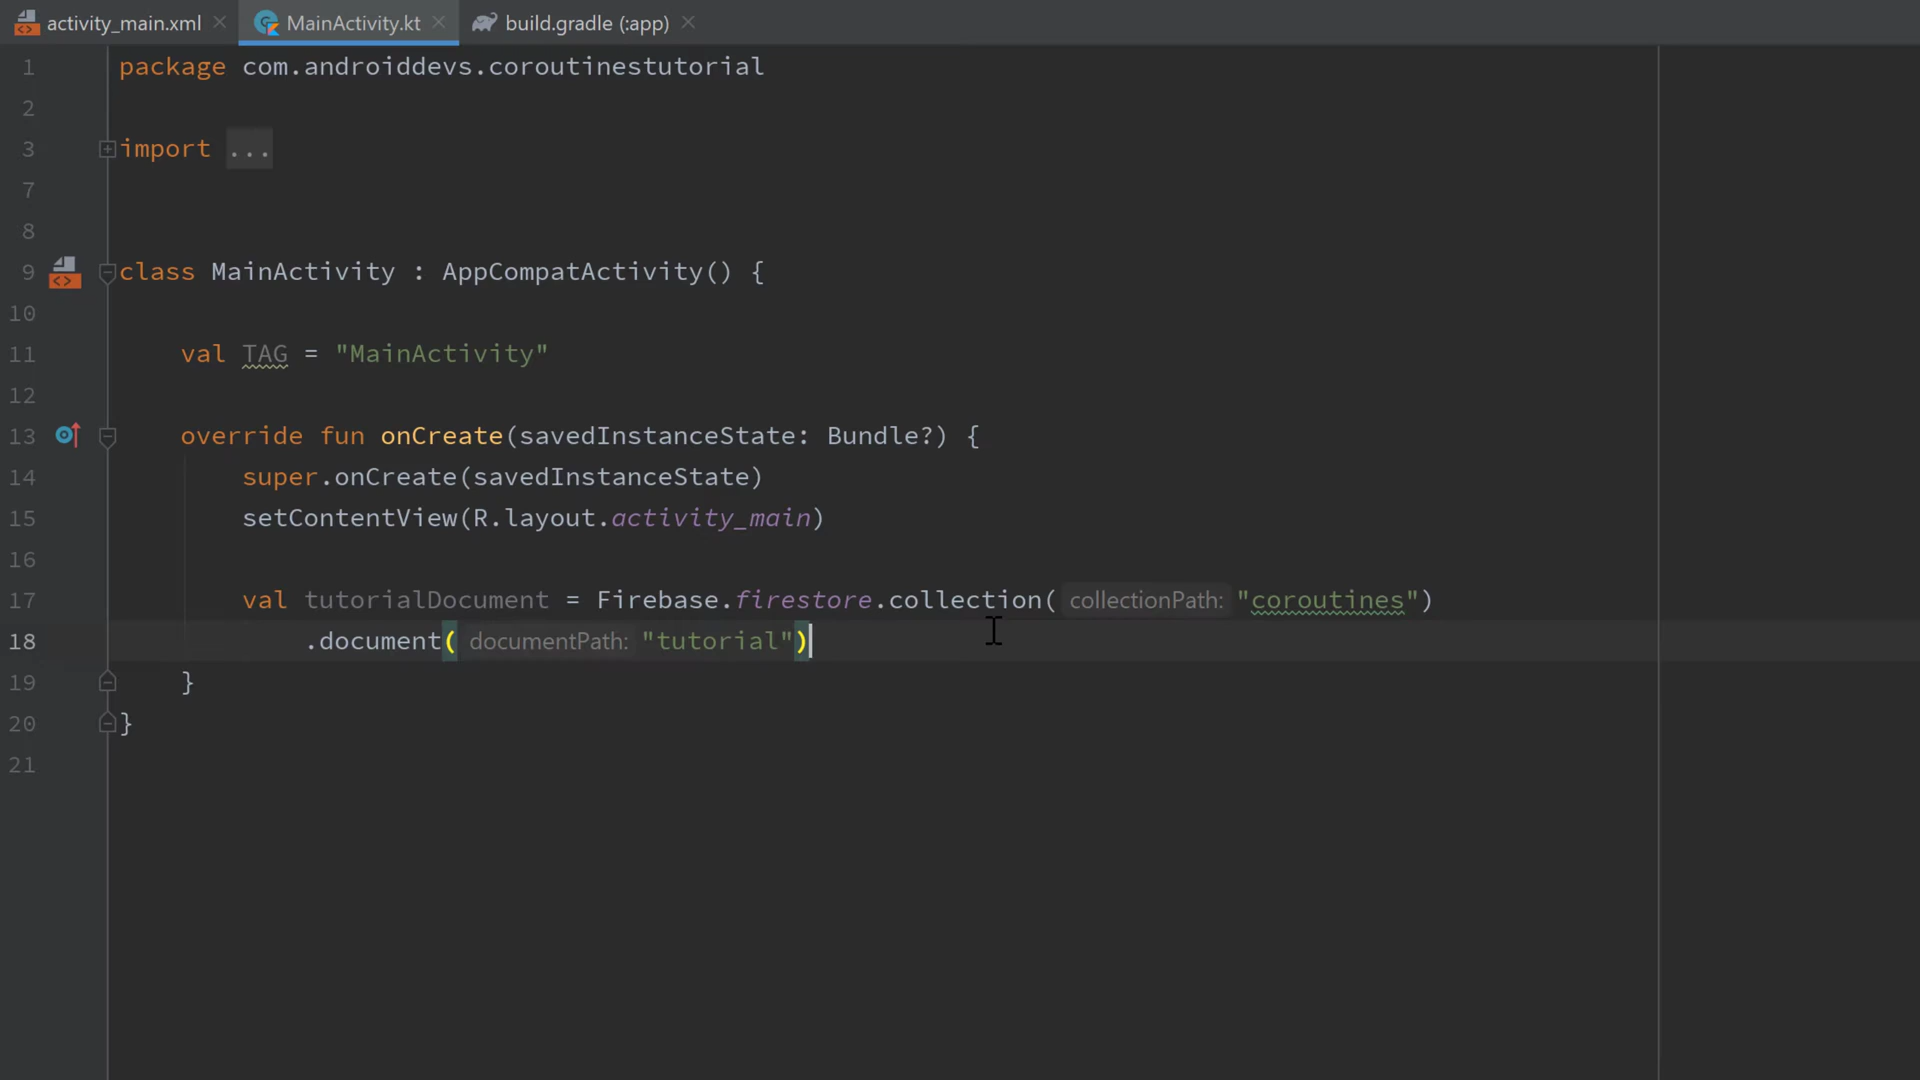 activity_main.xml MainActivity.kt build.gradle (:app)
1 package com.androiddevs.coroutinestutorial
2
3 import ...
7
8
9 class MainActivity : AppCompatActivity() {
10
11 val TAG = "MainActivity"
12
13 override fun onCreate(savedInstanceState: Bundle?) {
14 super.onCreate(savedInstanceState)
15 setContentView(R.layout.activity_main)
16
17 val tutorialDocument = Firebase.firestore.collection( collectionPath: "coroutines")
18 .document( documentPath: "tutorial")
19 }
20 }
21